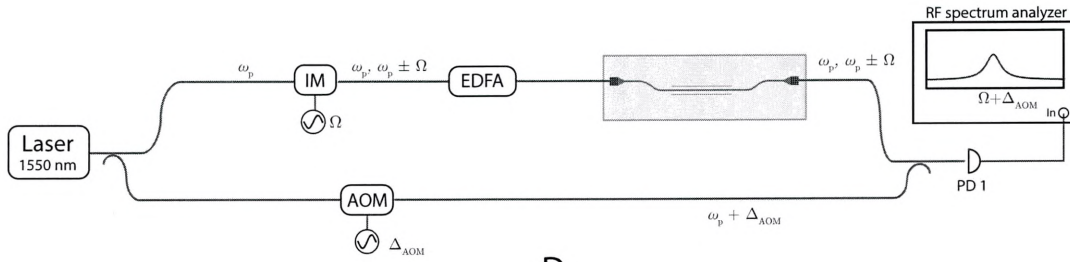 RF spectrum analyzer
ω_p
IM
ω_p, ω_p ± Ω
EDFA
ω_p, ω_p ± Ω
Ω+Δ_AOM
In
Ω
Laser
1550 nm
PD 1
AOM
ω_p + Δ_AOM
Δ_AOM